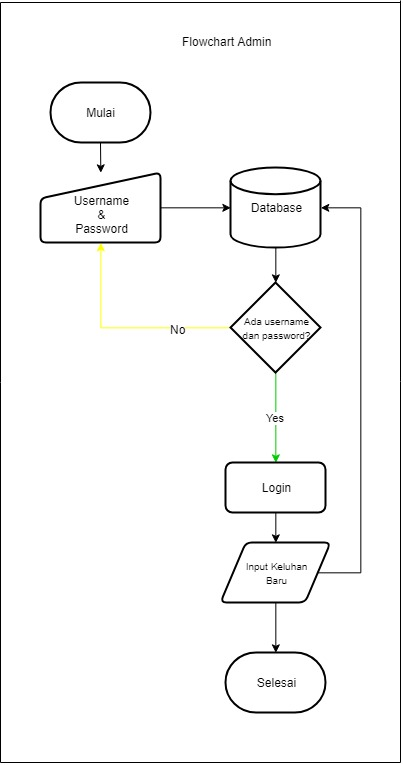 Flowchart Admin
Mulai
Username
&
Password
Database
Ada username
dan password?
No
Yes
Login
Input Keluhan
Baru
Selesai